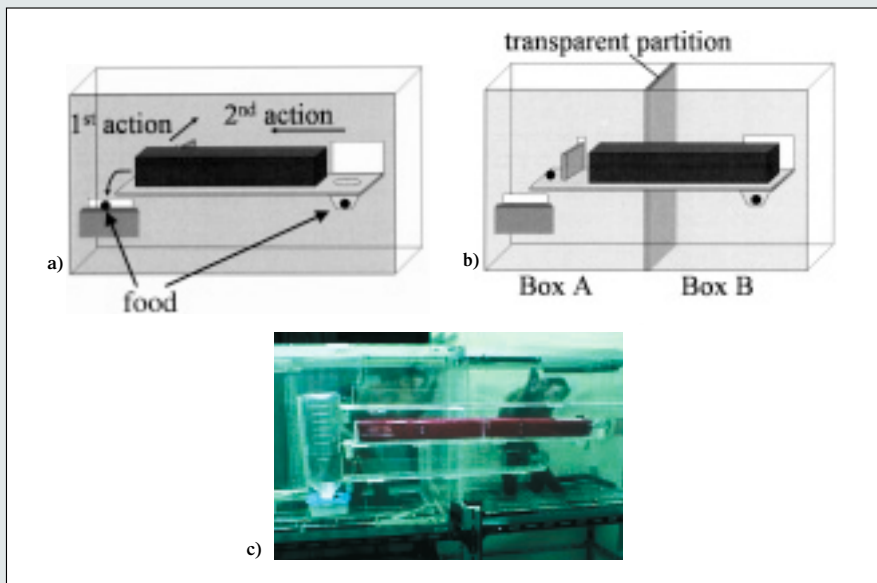 1st action
2nd action
a)
food
transparent partition
b)
Box A
Box B
c)